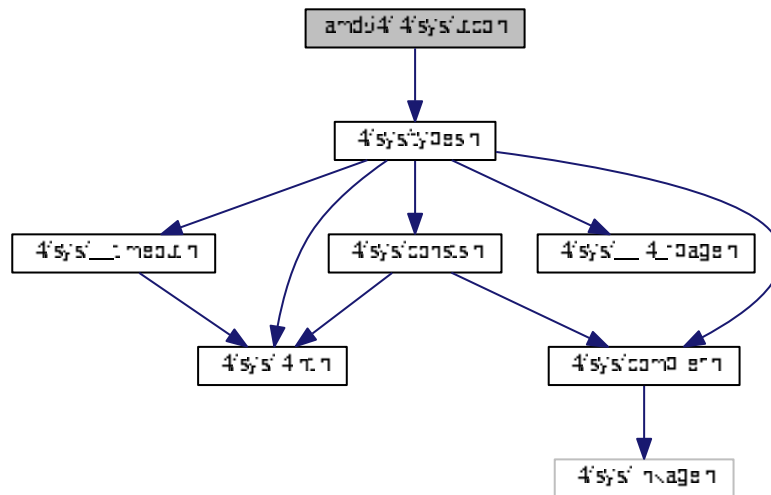 l4/sys/types.h
l4/sys/__timeout.h
l4/sys/consts.h
l4/sys/__l4_fpage.h
l4/sys/l4int.h
l4/sys/compiler.h
l4/sys/linkage.h